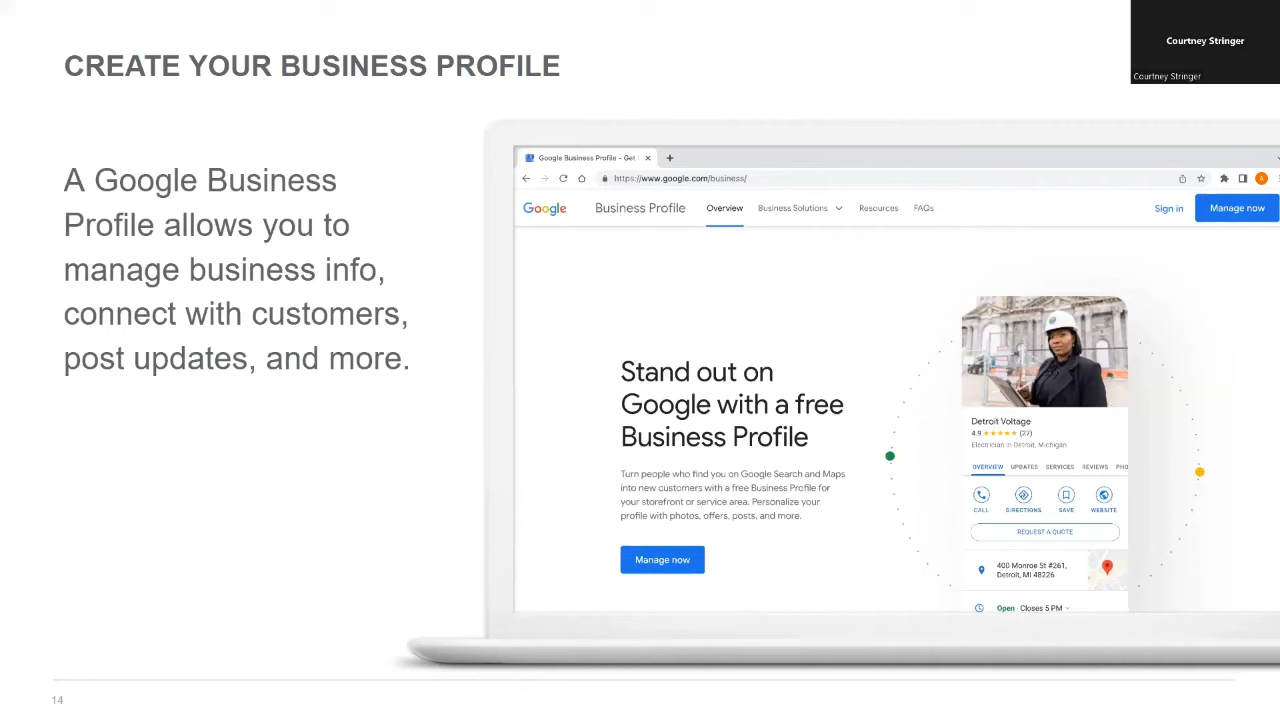 CREATE YOUR BUSINESS PROFILE
Courtney Stringer
Courtney Stringer
A Google Business
Profile allows you to
manage business info,
connect with customers,
post updates, and more.
Google Business Profile - Get
https://www.google.com/business/
A
Google Business Profile Overview Business Solutions Resources FAQs Sign in Manage now
Stand out on
Google with a free
Business Profile
Turn people who find you on Google Search and Maps
into new customers with a free Business Profile for
your storefront or service area. Personalize your
profile with photos, offers, posts, and more.
Manage now
Detroit Voltage
4.9 ★★★★★ (27)
Electrician in Detroit, Michigan
OVERVIEW UPDATES SERVICES REVIEWS PHO
CALL DIRECTIONS SAVE WEBSITE
REQUEST A QUOTE
400 Monroe St #261,
Detroit, MI 48226
Open · Closes 5 PM
14